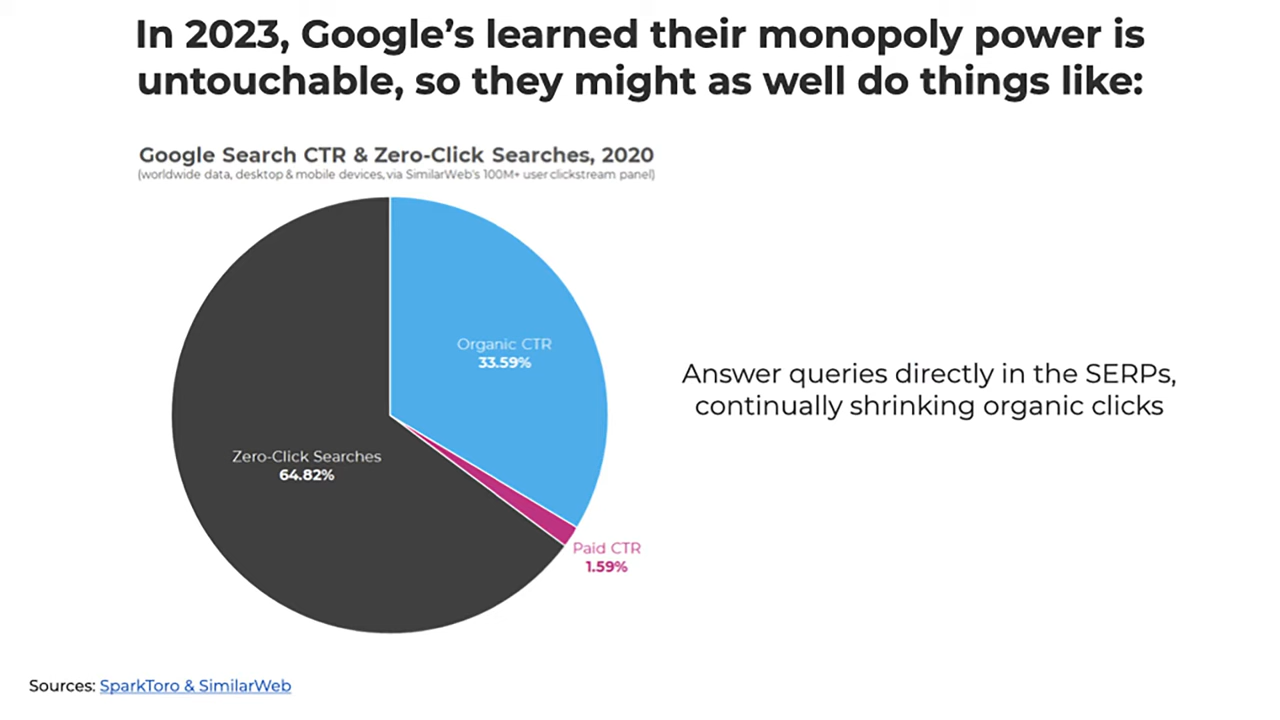 In 2023, Google’s learned their monopoly power is
untouchable, so they might as well do things like:
Google Search CTR & Zero-Click Searches, 2020
(worldwide data, desktop & mobile devices, via SimilarWeb's 100M+ user clickstream panel)
Organic CTR
33.59%
Zero-Click Searches
64.82%
Paid CTR
1.59%
Answer queries directly in the SERPs,
continually shrinking organic clicks
Sources: SparkToro & SimilarWeb